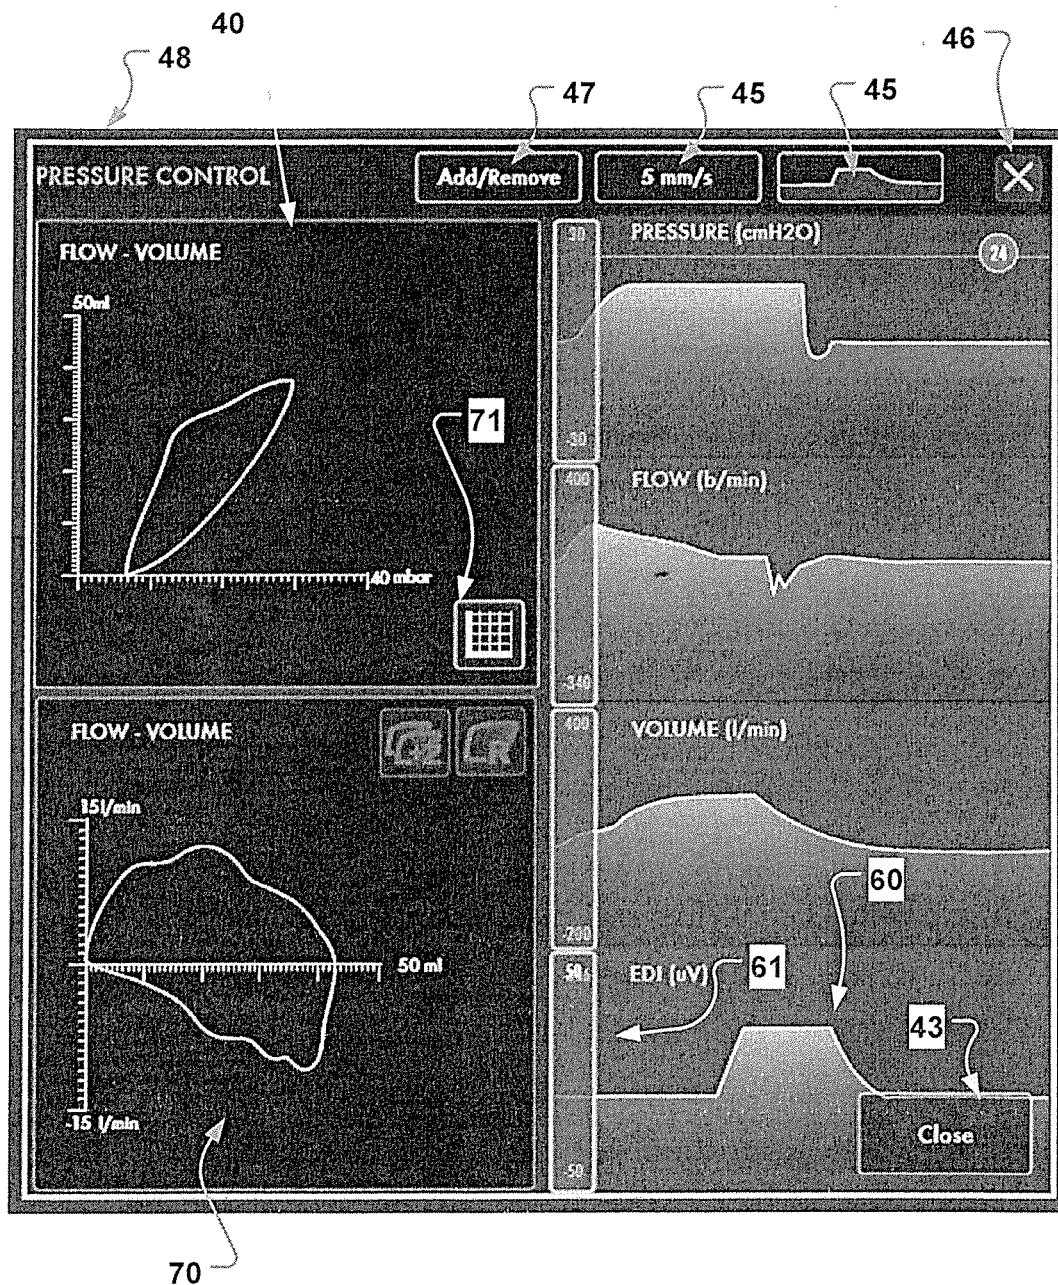 40
48
46
47
45
45
PRESSURE CONTROL
Add/Remove
5 mm/s
FLOW - VOLUME
50ml
40 mbar
71
30
PRESSURE (cmH2O)
24
-30
400
FLOW (b/min)
-340
FLOW - VOLUME
15 l/min
50 ml
-15 l/min
400
VOLUME (l/min)
-200
60
EDI (uV)
61
43
-50
Close
70